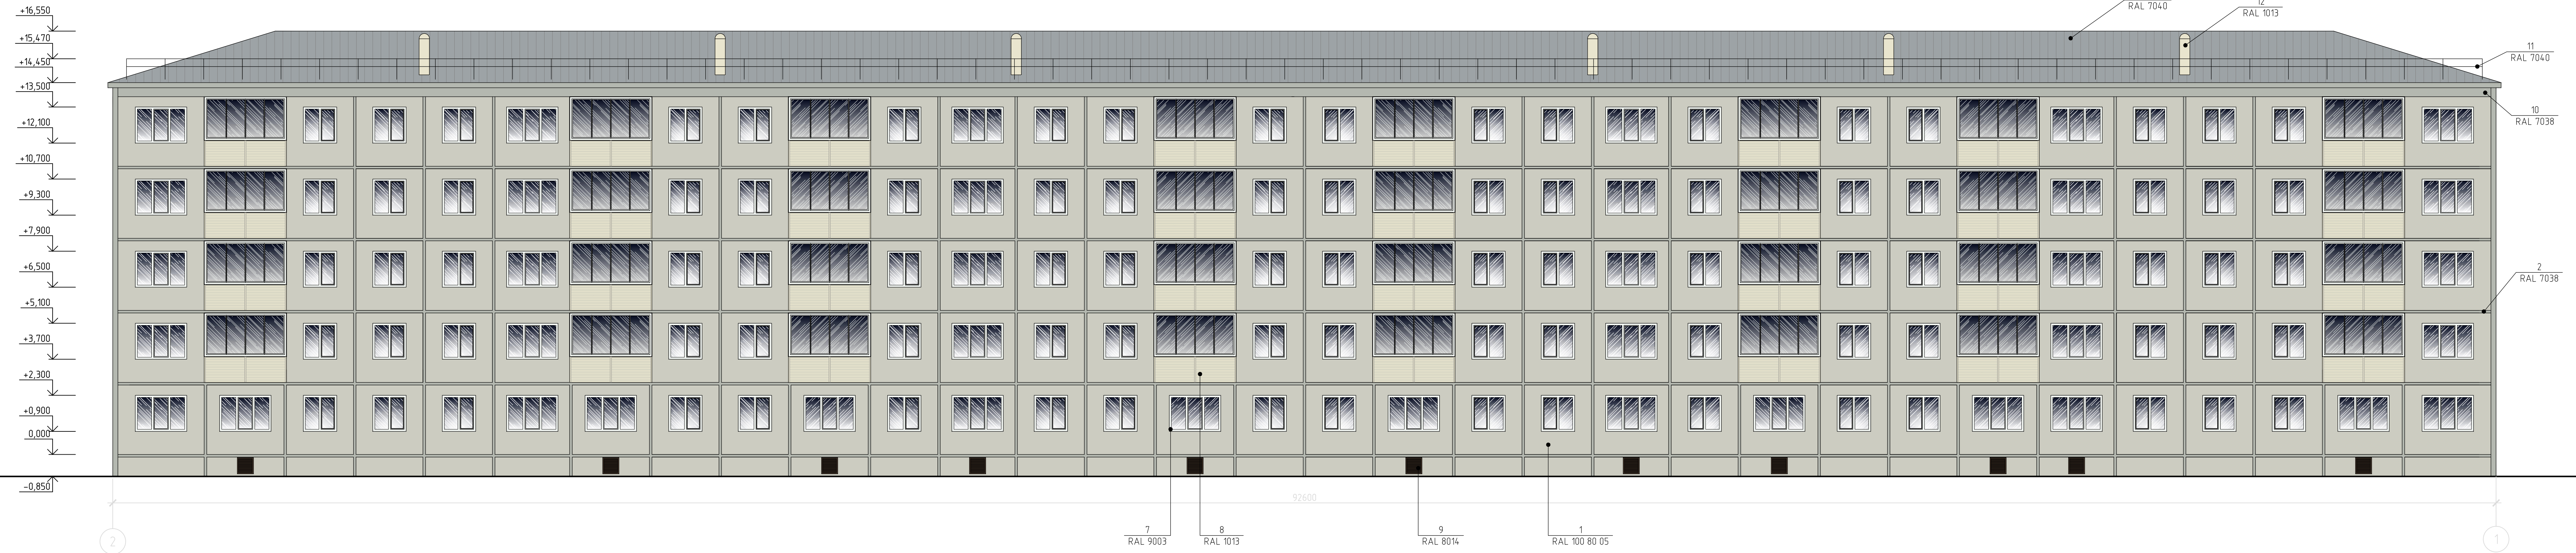 +16,550
+15,470
+14,450
+13,500
+12,100
+10,700
+9,300
+7,900
+6,500
+5,100
+3,700
+2,300
+0,900
0,000
-0,850
RAL 7040
12
RAL 1013
11
RAL 7040
10
RAL 7038
2
RAL 7038
92600
7
RAL 9003
8
RAL 1013
9
RAL 8014
1
RAL 100 80 05
2
1